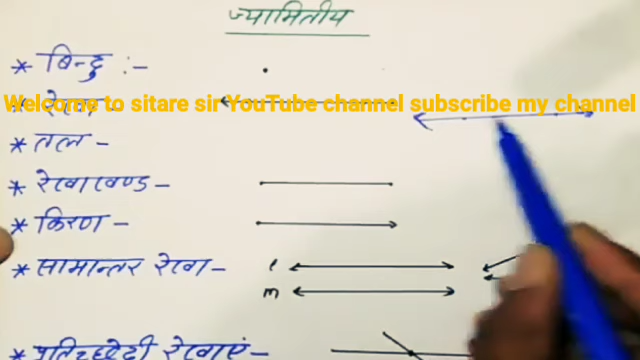 ज्यामितीय
* बिन्दु :-
Welcome to sitare sir YouTube channel subscribe my channel
* रेखा -
* तल -
* रेखाखण्ड -
* किरण -
* सामान्तर रेखा - l
m
* प्रतिच्छेदी रेखाएं -